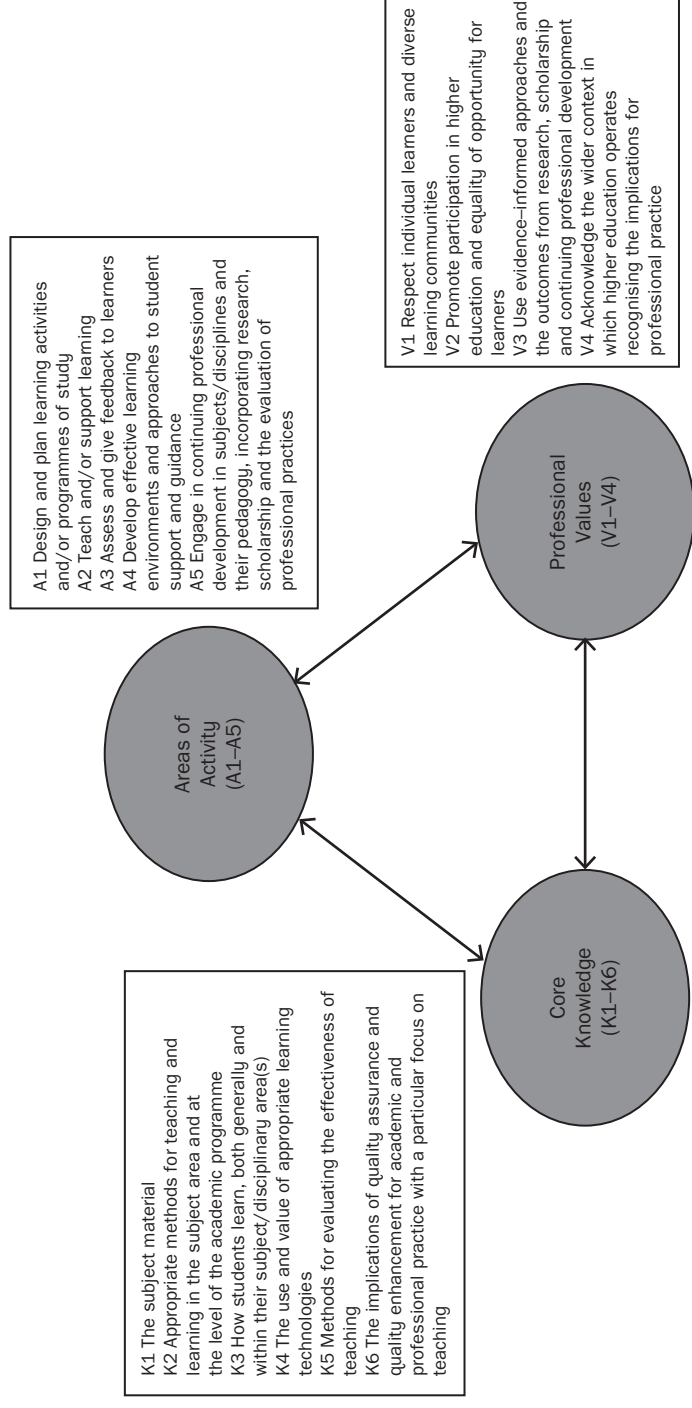 Areas of
Activity
(A1–A5)
A1 Design and plan learning activities
and/or programmes of study
A2 Teach and/or support learning
A3 Assess and give feedback to learners
A4 Develop effective learning
environments and approaches to student
support and guidance
A5 Engage in continuing professional
development in subjects/disciplines and
their pedagogy, incorporating research,
scholarship and the evaluation of
professional practices
K1 The subject material
K2 Appropriate methods for teaching and
learning in the subject area and at
the level of the academic programme
K3 How students learn, both generally and
within their subject/disciplinary area(s)
K4 The use and value of appropriate learning
technologies
K5 Methods for evaluating the effectiveness of
teaching
K6 The implications of quality assurance and
quality enhancement for academic and
professional practice with a particular focus on
teaching
Core
Knowledge
(K1–K6)
Professional
Values
(V1–V4)
V1 Respect individual learners and diverse
learning communities
V2 Promote participation in higher
education and equality of opportunity for
learners
V3 Use evidence–informed approaches and
the outcomes from research, scholarship
and continuing professional development
V4 Acknowledge the wider context in
which higher education operates
recognising the implications for
professional practice